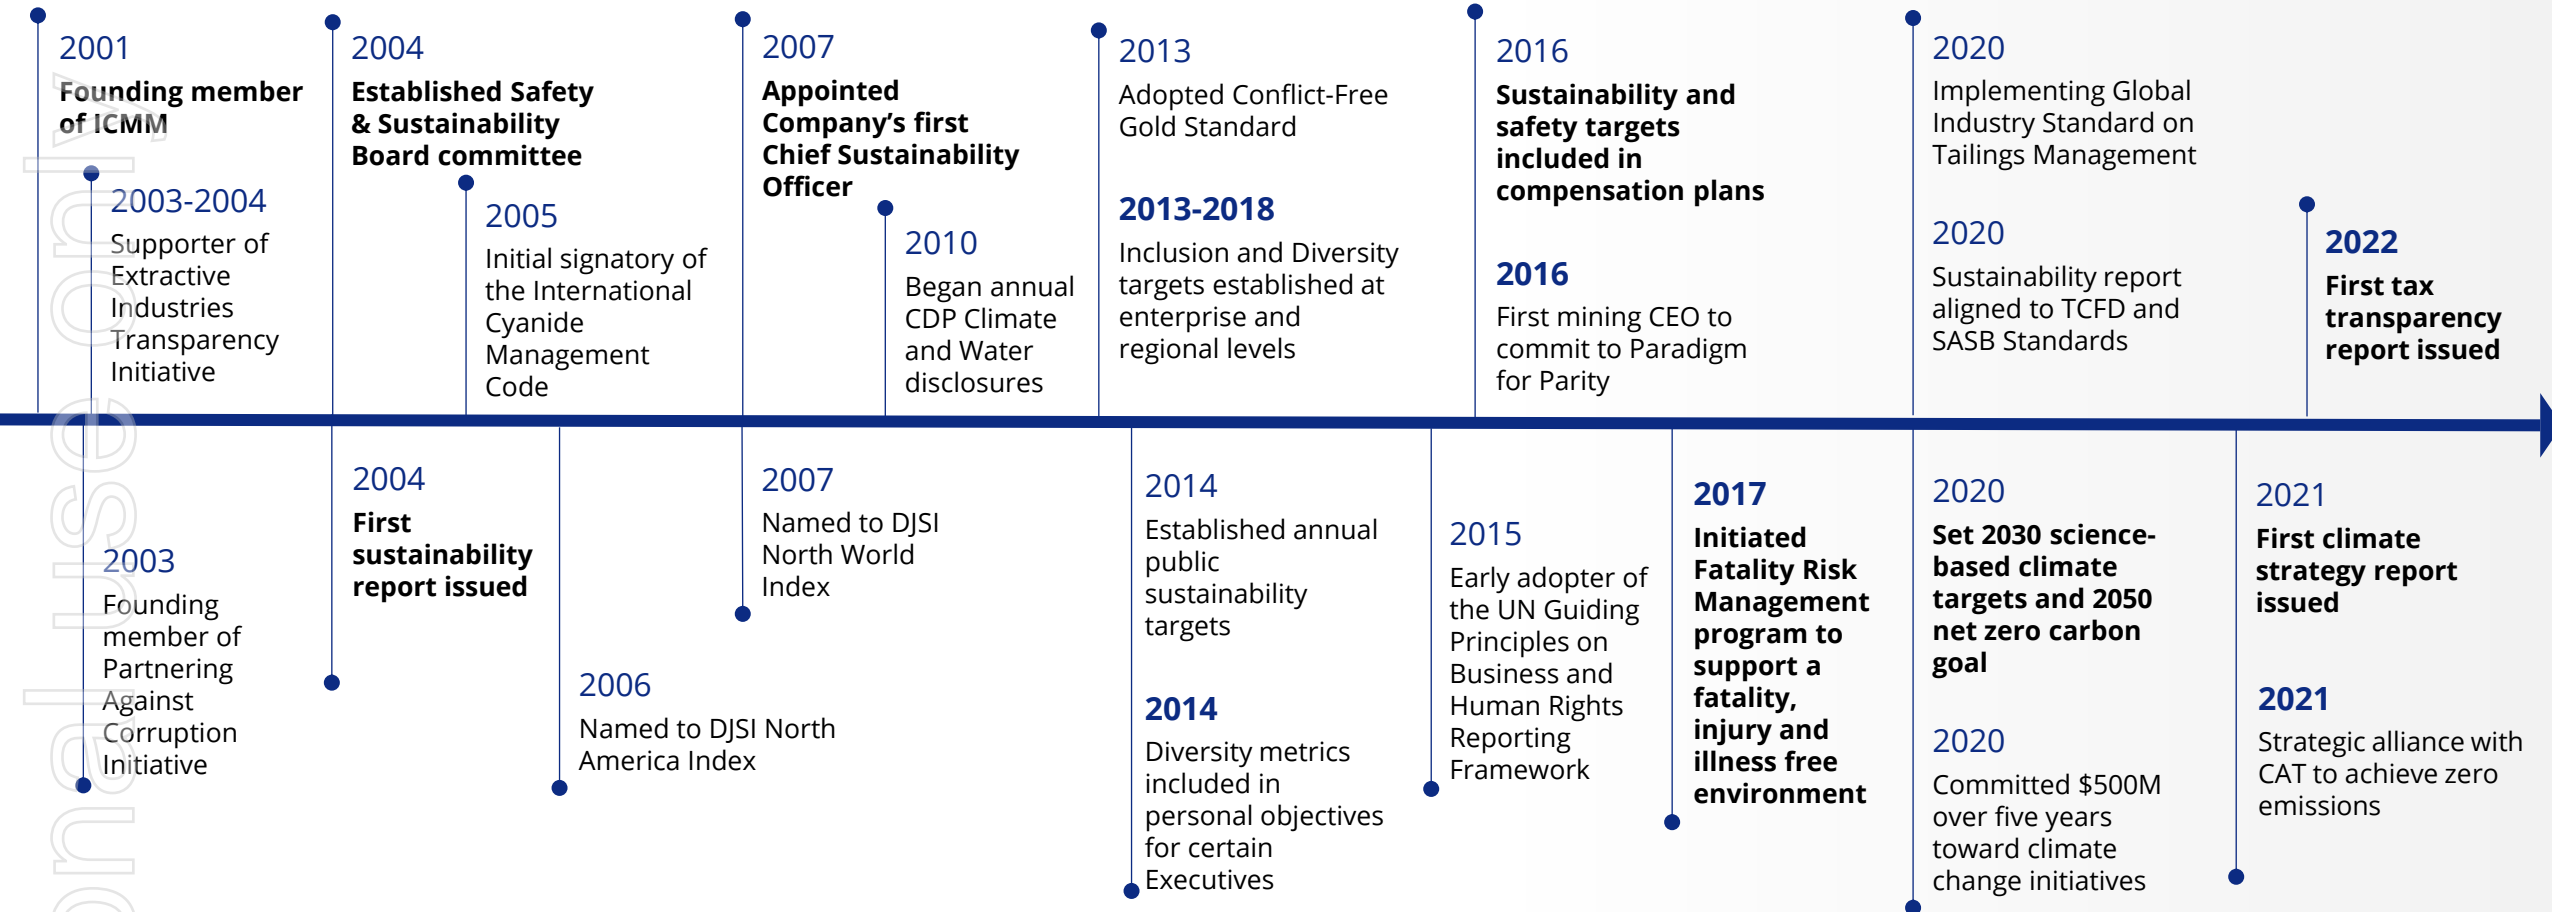 2001
Founding member
of ICMM
2003-2004
Supporter of
Extractive
Industries
Transparency
Initiative
2004
Established Safety
& Sustainability
Board committee
2005
Initial signatory of
the International
Cyanide
Management
Code
2007
Appointed
Company’s first
Chief Sustainability
Officer
2010
Began annual
CDP Climate
and Water
disclosures
2013
Adopted Conflict-Free
Gold Standard
2013-2018
Inclusion and Diversity
targets established at
enterprise and
regional levels
2016
Sustainability and
safety targets
included in
compensation plans
2016
First mining CEO to
commit to Paradigm
for Parity
2020
Implementing Global
Industry Standard on
Tailings Management
2020
Sustainability report
aligned to TCFD and
SASB Standards
2022
First tax
transparency
report issued
2003
Founding
member of
Partnering
Against
Corruption
Initiative
2004
First
sustainability
report issued
2006
Named to DJSI North
America Index
2007
Named to DJSI
North World
Index
2014
Established annual
public
sustainability
targets
2014
Diversity metrics
included in
personal objectives
for certain
Executives
2015
Early adopter of
the UN Guiding
Principles on
Business and
Human Rights
Reporting
Framework
2017
Initiated
Fatality Risk
Management
program to
support a
fatality,
injury and
illness free
environment
2020
Set 2030 science-
based climate
targets and 2050
net zero carbon
goal
2020
Committed $500M
over five years
toward climate
change initiatives
2021
First climate
strategy report
issued
2021
Strategic alliance with
CAT to achieve zero
emissions
onal use only